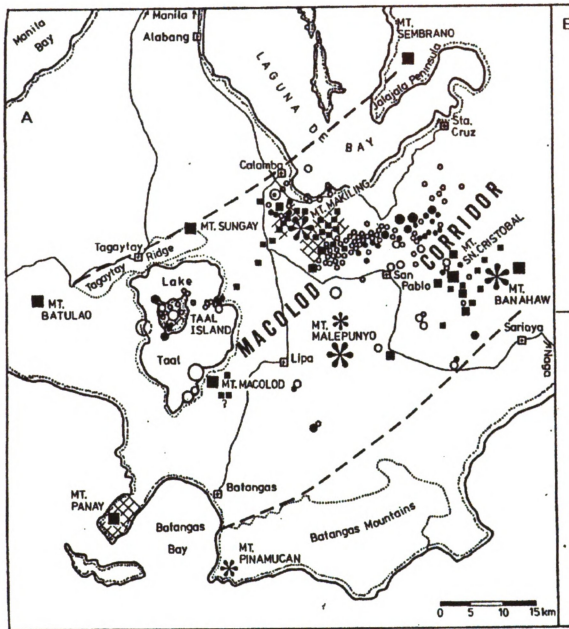 Manila
Bay
Manila
Alabang
MT.
SEMBRANO
B
LAGUNA DE
BAY
Jalajala Peninsula
A
Sta.
Cruz
Calamba
MT. MAKILING
MT. SUNGAY
Tagaytay
Tagaytay Ridge
MACOLOD CORRIDOR
MT.
SN.CRISTOBAL
San
Pablo
MT.
BANAHAW
Lake
TAAL
ISLAND
Taal
MT.
BATULAO
MT.
MALEPUNYO
Sariaya
Naga
Lipa
MT. MACOLOD
?
Batangas
MT.
PANAY
Batangas
Bay
Batangas Mountains
MT.
PINAMUCAN
0 5 10 15 km